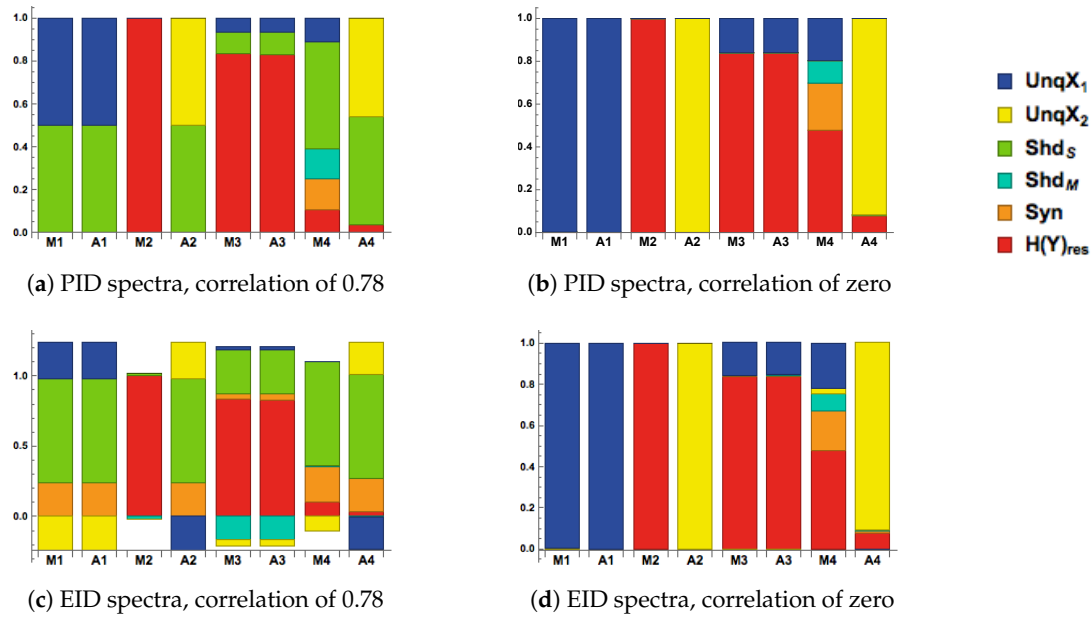 1.0
0.8
0.6
0.4
0.2
0.0
M1 A1 M2 A2 M3 A3 M4 A4
(a) PID spectra, correlation of 0.78
1.0
0.8
0.6
0.4
0.2
0.0
M1 A1 M2 A2 M3 A3 M4 A4
(b) PID spectra, correlation of zero
UnqX₁
UnqX₂
Shd_S
Shd_M
Syn
H(Y)res
1.0
0.5
0.0
M1 A1 M2 A2 M3 A3 M4 A4
(c) EID spectra, correlation of 0.78
1.0
0.8
0.6
0.4
0.2
0.0
M1 A1 M2 A2 M3 A3 M4 A4
(d) EID spectra, correlation of zero